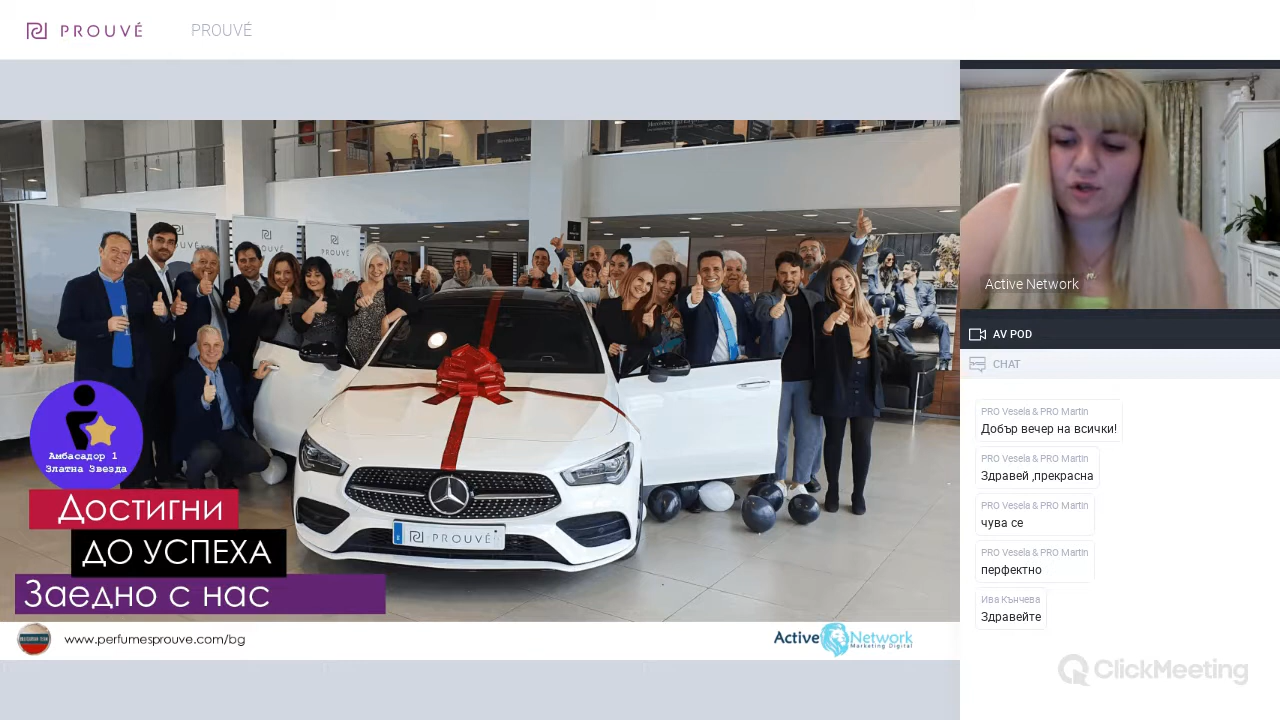 PROUVÉ
PROUVÉ
PROUVÉ
PROUVÉ
PROUVÉ
Амбасадор 1
Златна Звезда
Достигни
ДО УСПЕХА
Заедно с нас
www.perfumesprouve.com/bg
Active Network
Marketing Digital
Active Network
AV POD
CHAT
PRO Vesela & PRO Martin
Добър вечер на всички!
PRO Vesela & PRO Martin
Здравей ,прекрасна
PRO Vesela & PRO Martin
чува се
PRO Vesela & PRO Martin
перфектно
Ива Кънчева
Здравейте
ClickMeeting